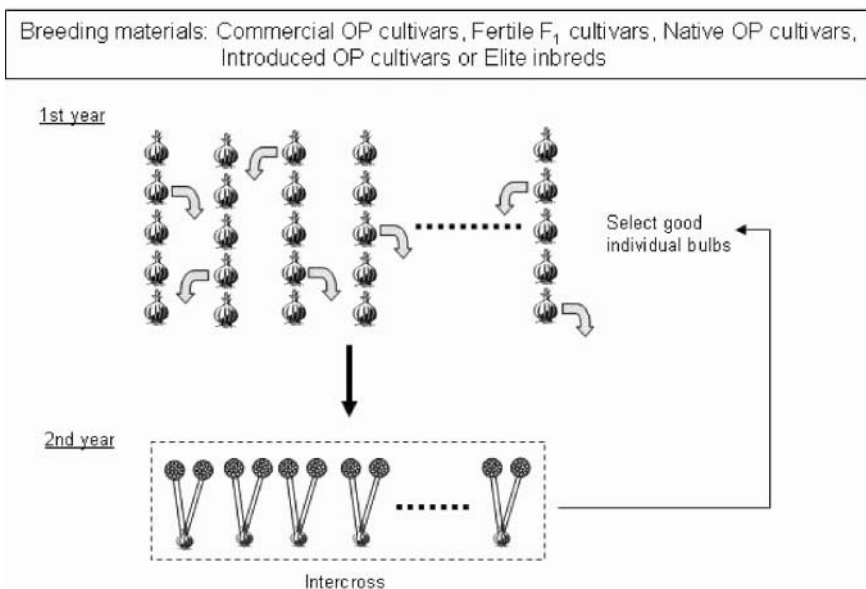 Breeding materials: Commercial OP cultivars, Fertile F₁ cultivars, Native OP cultivars,
Introduced OP cultivars or Elite inbreds
1st year
Select good
individual bulbs
2nd year
Intercross